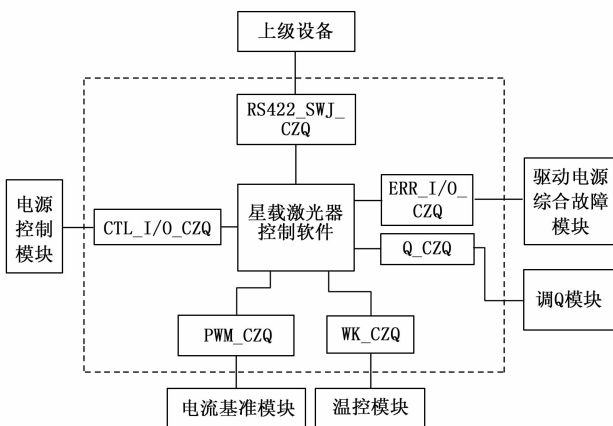 上级设备
RS422_SWJ_
CZQ
电源
控制
模块
CTL_I/O_CZQ
星载激光器
控制软件
ERR_I/O_
CZQ
驱动电源
综合故障
模块
Q_CZQ
调Q模块
PWM_CZQ
WK_CZQ
电流基准模块
温控模块